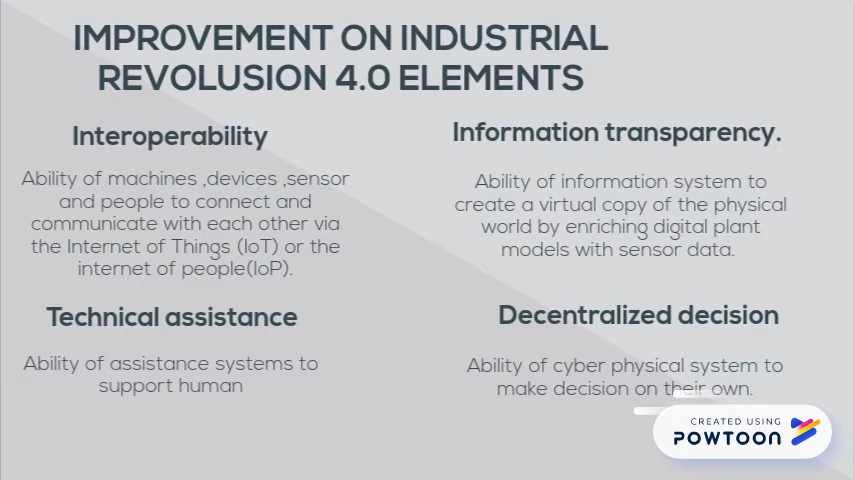 IMPROVEMENT ON INDUSTRIAL
REVOLUSION 4.0 ELEMENTS
Interoperability
Ability of machines ,devices ,sensor
and people to connect and
communicate with each other via
the Internet of Things (IoT) or the
internet of people(IoP).
Information transparency.
Ability of information system to
create a virtual copy of the physical
world by enriching digital plant
models with sensor data.
Technical assistance
Ability of assistance systems to
support human
Decentralized decision
Ability of cyber physical system to
make decision on their own.
CREATED USING
POWTOON